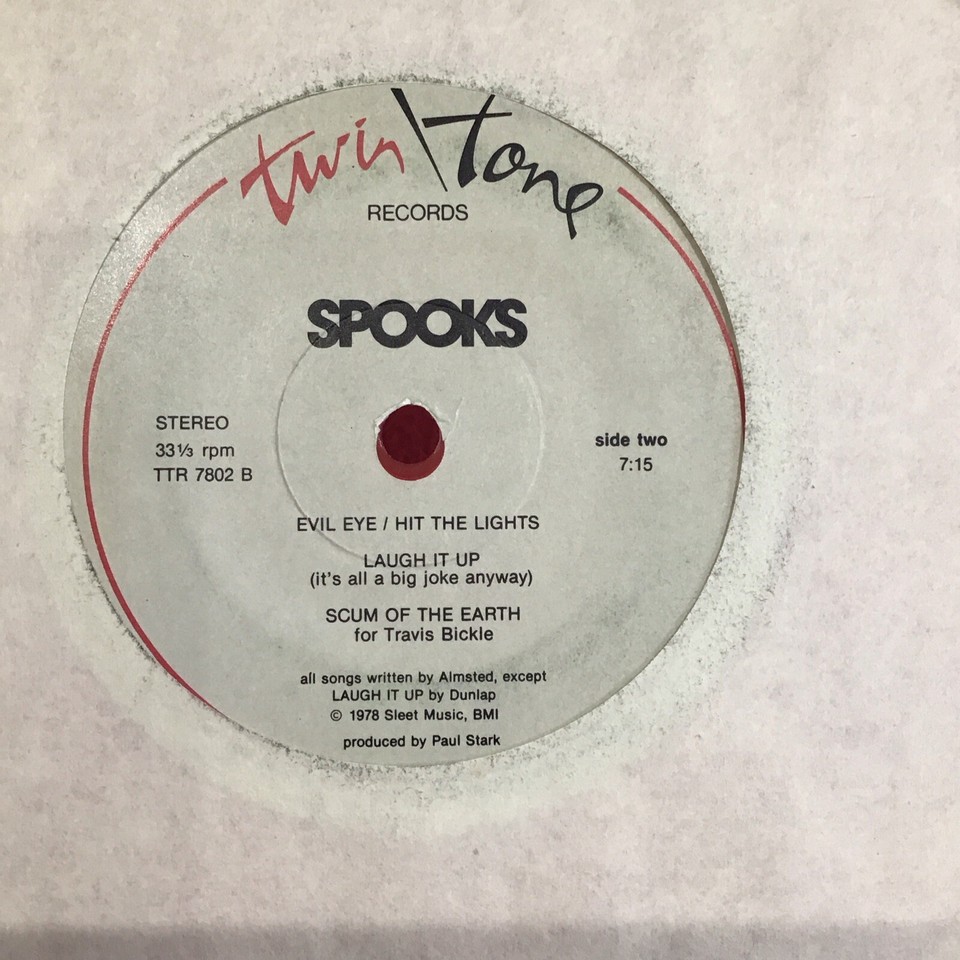 twin\tone
RECORDS
SPOOKS
STEREO
33⅓ rpm
TTR 7802 B
side two
7:15
EVIL EYE / HIT THE LIGHTS
LAUGH IT UP
(it's all a big joke anyway)
SCUM OF THE EARTH
for Travis Bickle
all songs written by Almsted, except
LAUGH IT UP by Dunlap
© 1978 Sleet Music, BMI
produced by Paul Stark